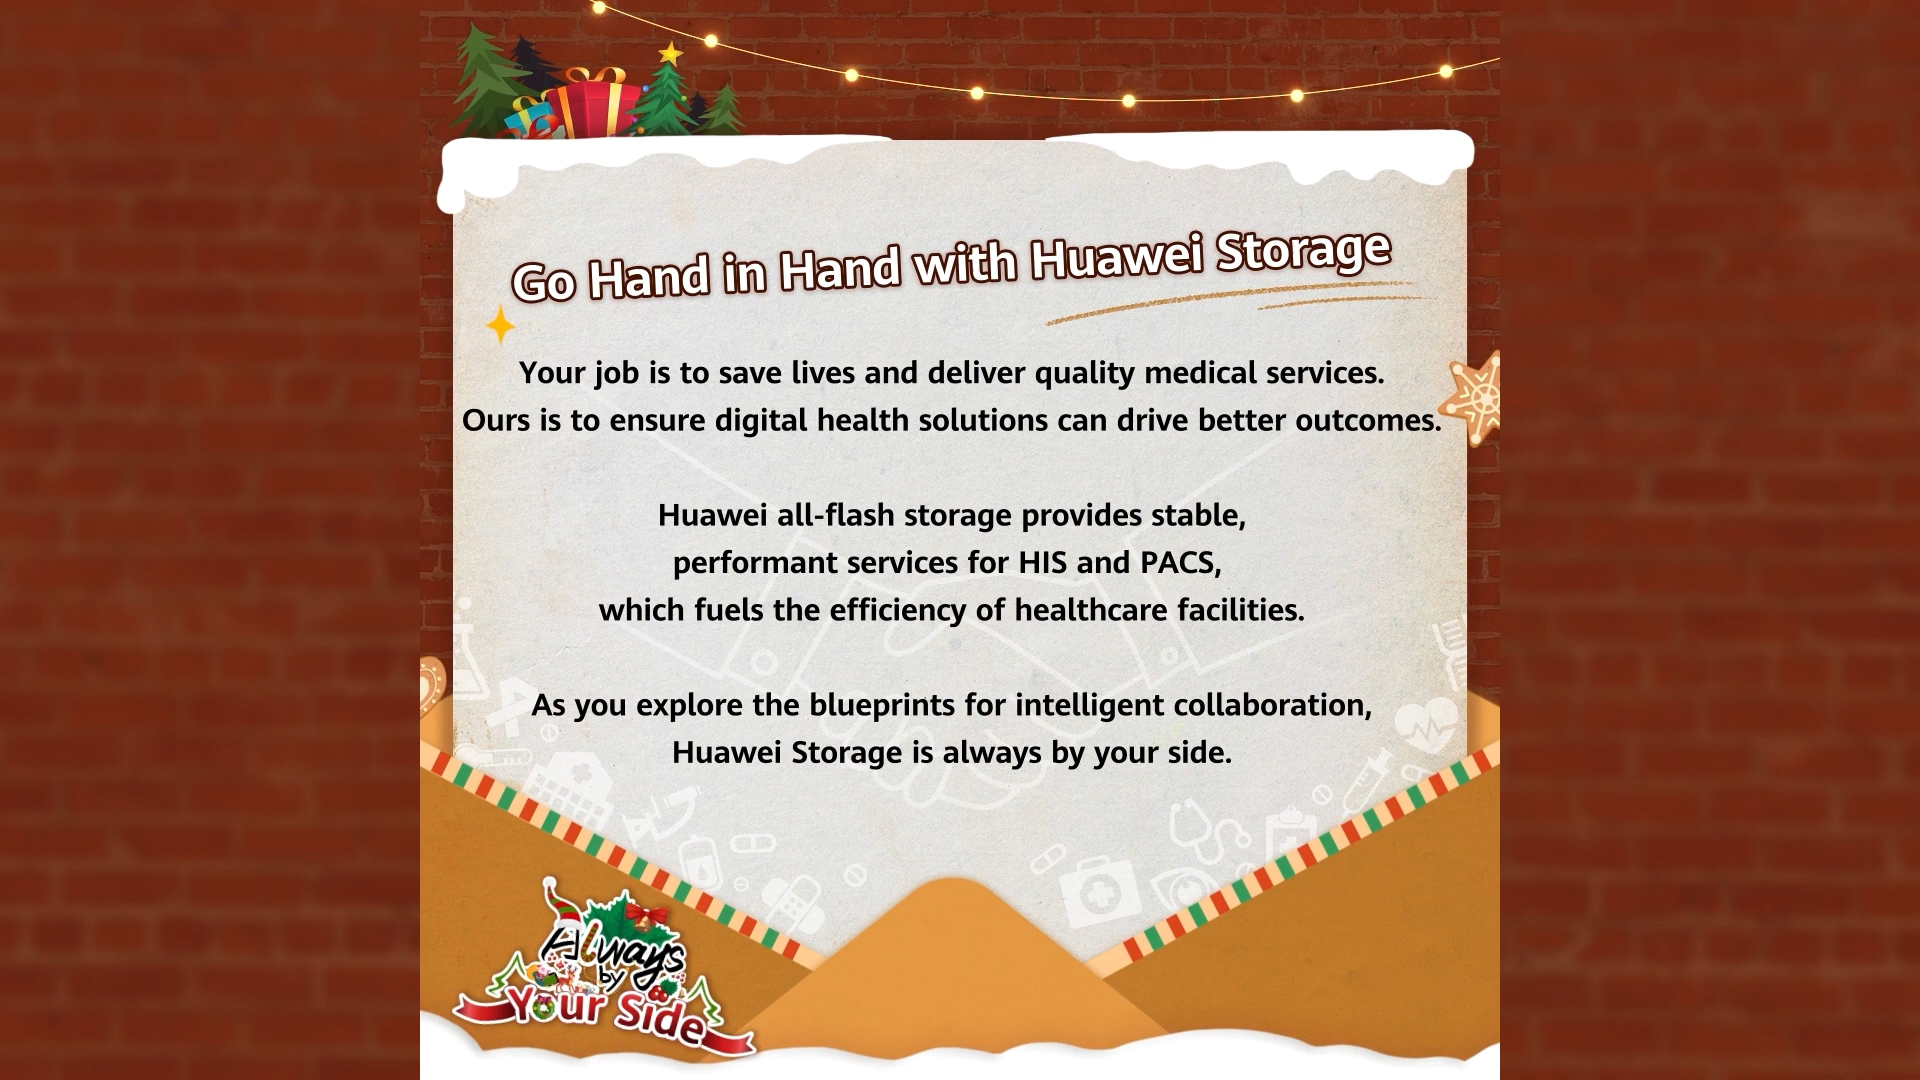 Go Hand in Hand with Huawei Storage
Your job is to save lives and deliver quality medical services.
Ours is to ensure digital health solutions can drive better outcomes.
Huawei all-flash storage provides stable,
performant services for HIS and PACS,
which fuels the efficiency of healthcare facilities.
As you explore the blueprints for intelligent collaboration,
Huawei Storage is always by your side.
Always
by
Your Side